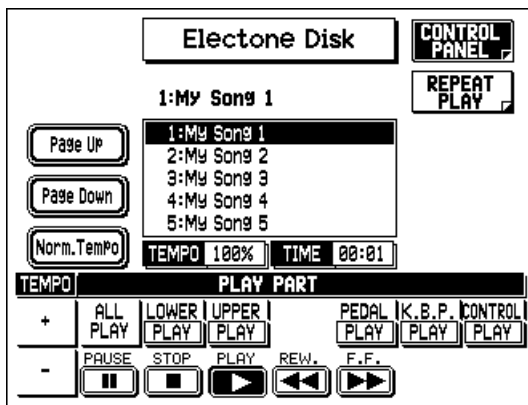 Electone Disk
CONTROL
PANEL
REPEAT
PLAY
1:My Song 1
Page Up
Page Down
Norm.Tempo
1:My Song 1
2:My Song 2
3:My Song 3
4:My Song 4
5:My Song 5
TEMPO 100% TIME 00:01
TEMPO PLAY PART
+ ALL LOWER UPPER PEDAL K.B.P. CONTROL
PLAY PLAY PLAY PLAY PLAY PLAY
- PAUSE STOP PLAY REW. F.F.